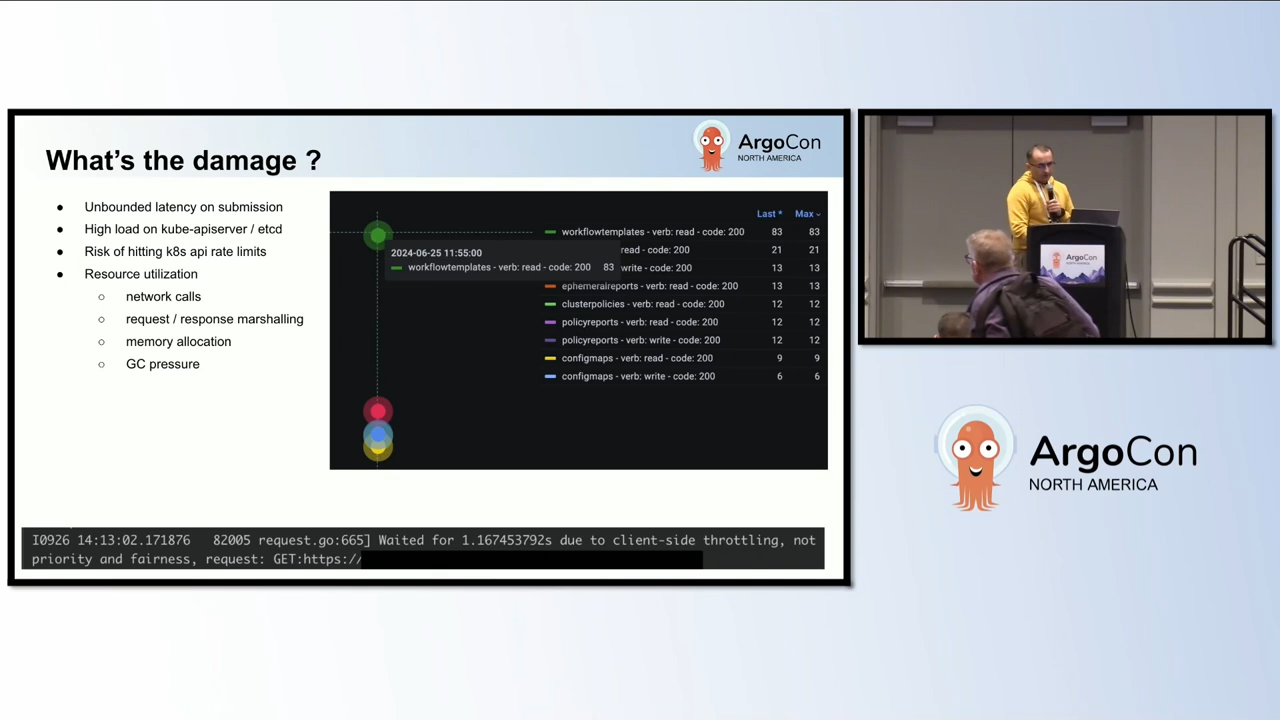 What's the damage ?
ArgoCon
NORTH AMERICA
● Unbounded latency on submission
● High load on kube-apiserver / etcd
● Risk of hitting k8s api rate limits
● Resource utilization
○ network calls
○ request / response marshalling
○ memory allocation
○ GC pressure
Last * Max
workflowtemplates - verb: read - code: 200 83 83
2024-06-25 11:55:00
workflowtemplates - verb: read - code: 200 83
read - code: 200 21 21
write - code: 200 13 13
ephemeralreports - verb: read - code: 200 13 13
clusterpolicies - verb: read - code: 200 12 12
policyreports - verb: read - code: 200 12 12
policyreports - verb: write - code: 200 12 12
configmaps - verb: read - code: 200 9 9
configmaps - verb: write - code: 200 6 6
I0926 14:13:02.171876 82005 request.go:665] Waited for 1.167453792s due to client-side throttling, not
priority and fairness, request: GET:https://
ArgoCon
ArgoCon
NORTH AMERICA